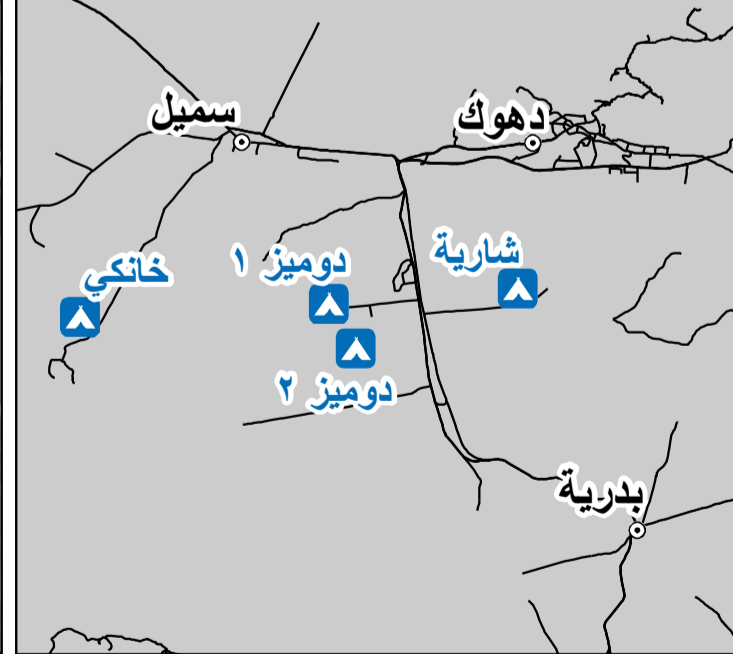 دهوك
سميل
شارية
دوميز ١
خانكي
دوميز ٢
بدرية